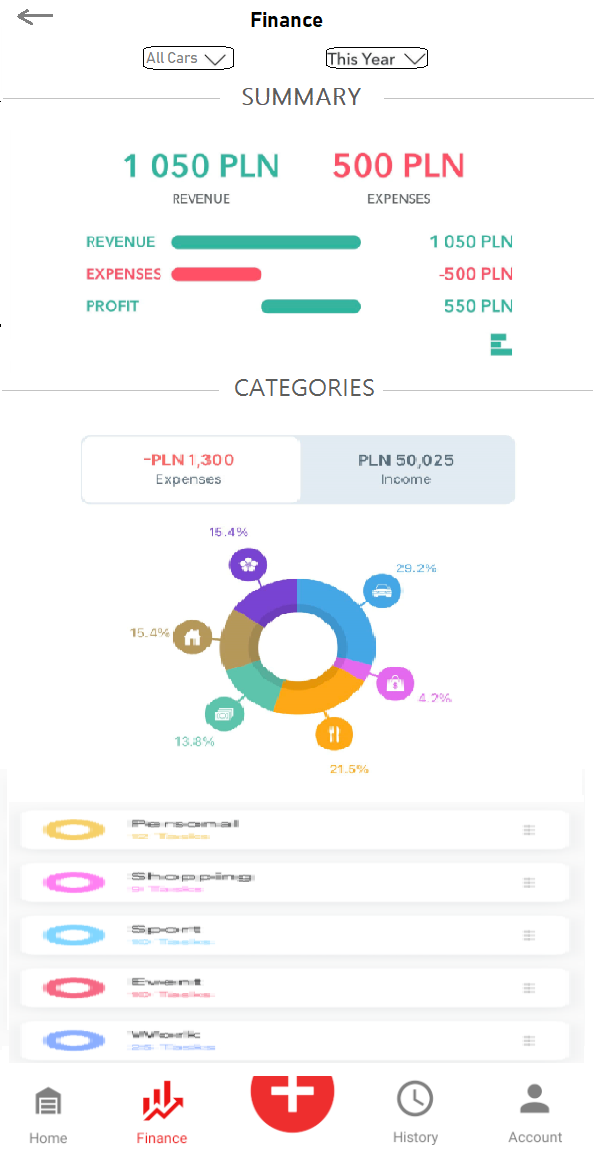 Finance
All Cars
This Year
SUMMARY
1 050 PLN
500 PLN
REVENUE
EXPENSES
REVENUE
1 050 PLN
EXPENSES
-500 PLN
PROFIT
550 PLN
CATEGORIES
-PLN 1,300
PLN 50,025
Expenses
Income
15.4%
29.2%
15.4%
4.2%
13.8%
21.5%
Personal
12 Tasks
Shopping
9 Tasks
Sport
10 Tasks
Event
10 Tasks
Work
25 Tasks
Home
Finance
History
Account